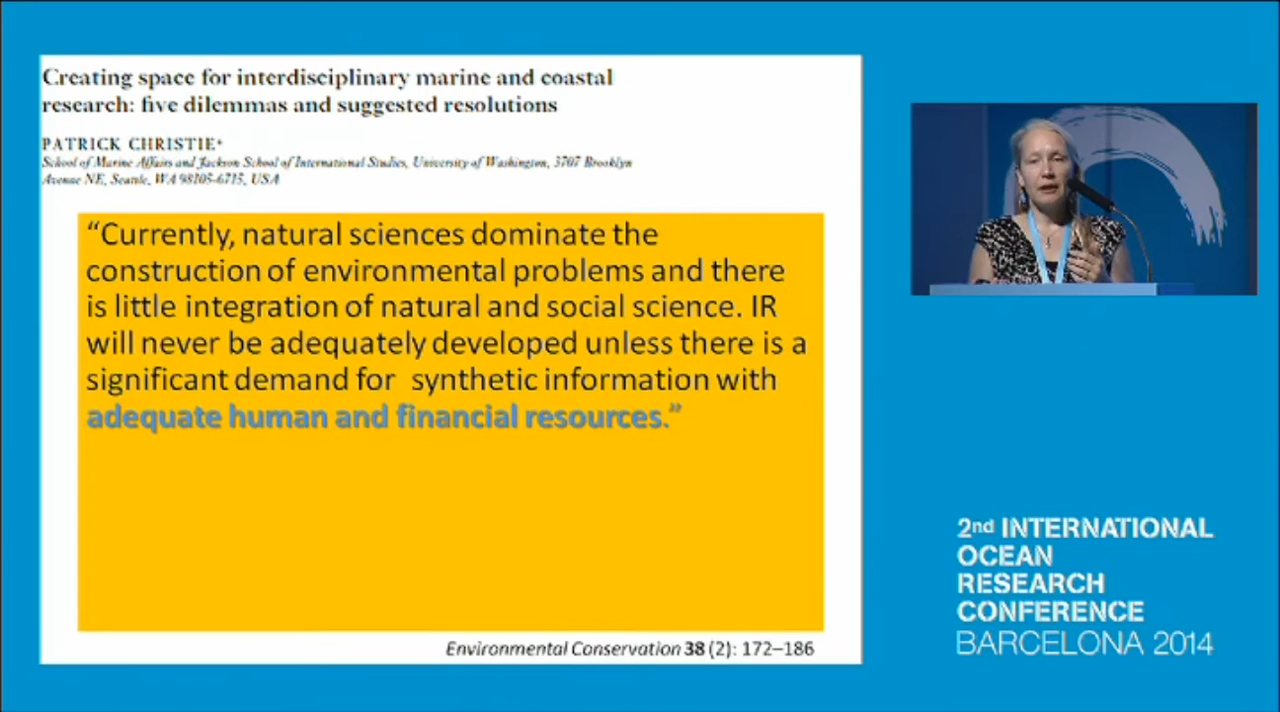 Creating space for interdisciplinary marine and coastal
research: five dilemmas and suggested resolutions
PATRICK CHRISTIE*
School of Marine Affairs and Jackson School of International Studies, University of Washington, 3707 Brooklyn
Avenue NE, Seattle, WA 98105-6715, USA
“Currently, natural sciences dominate the
construction of environmental problems and there
is little integration of natural and social science. IR
will never be adequately developed unless there is a
significant demand for synthetic information with
adequate human and financial resources.”
Environmental Conservation 38 (2): 172–186
2nd INTERNATIONAL
OCEAN
RESEARCH
CONFERENCE
BARCELONA 2014